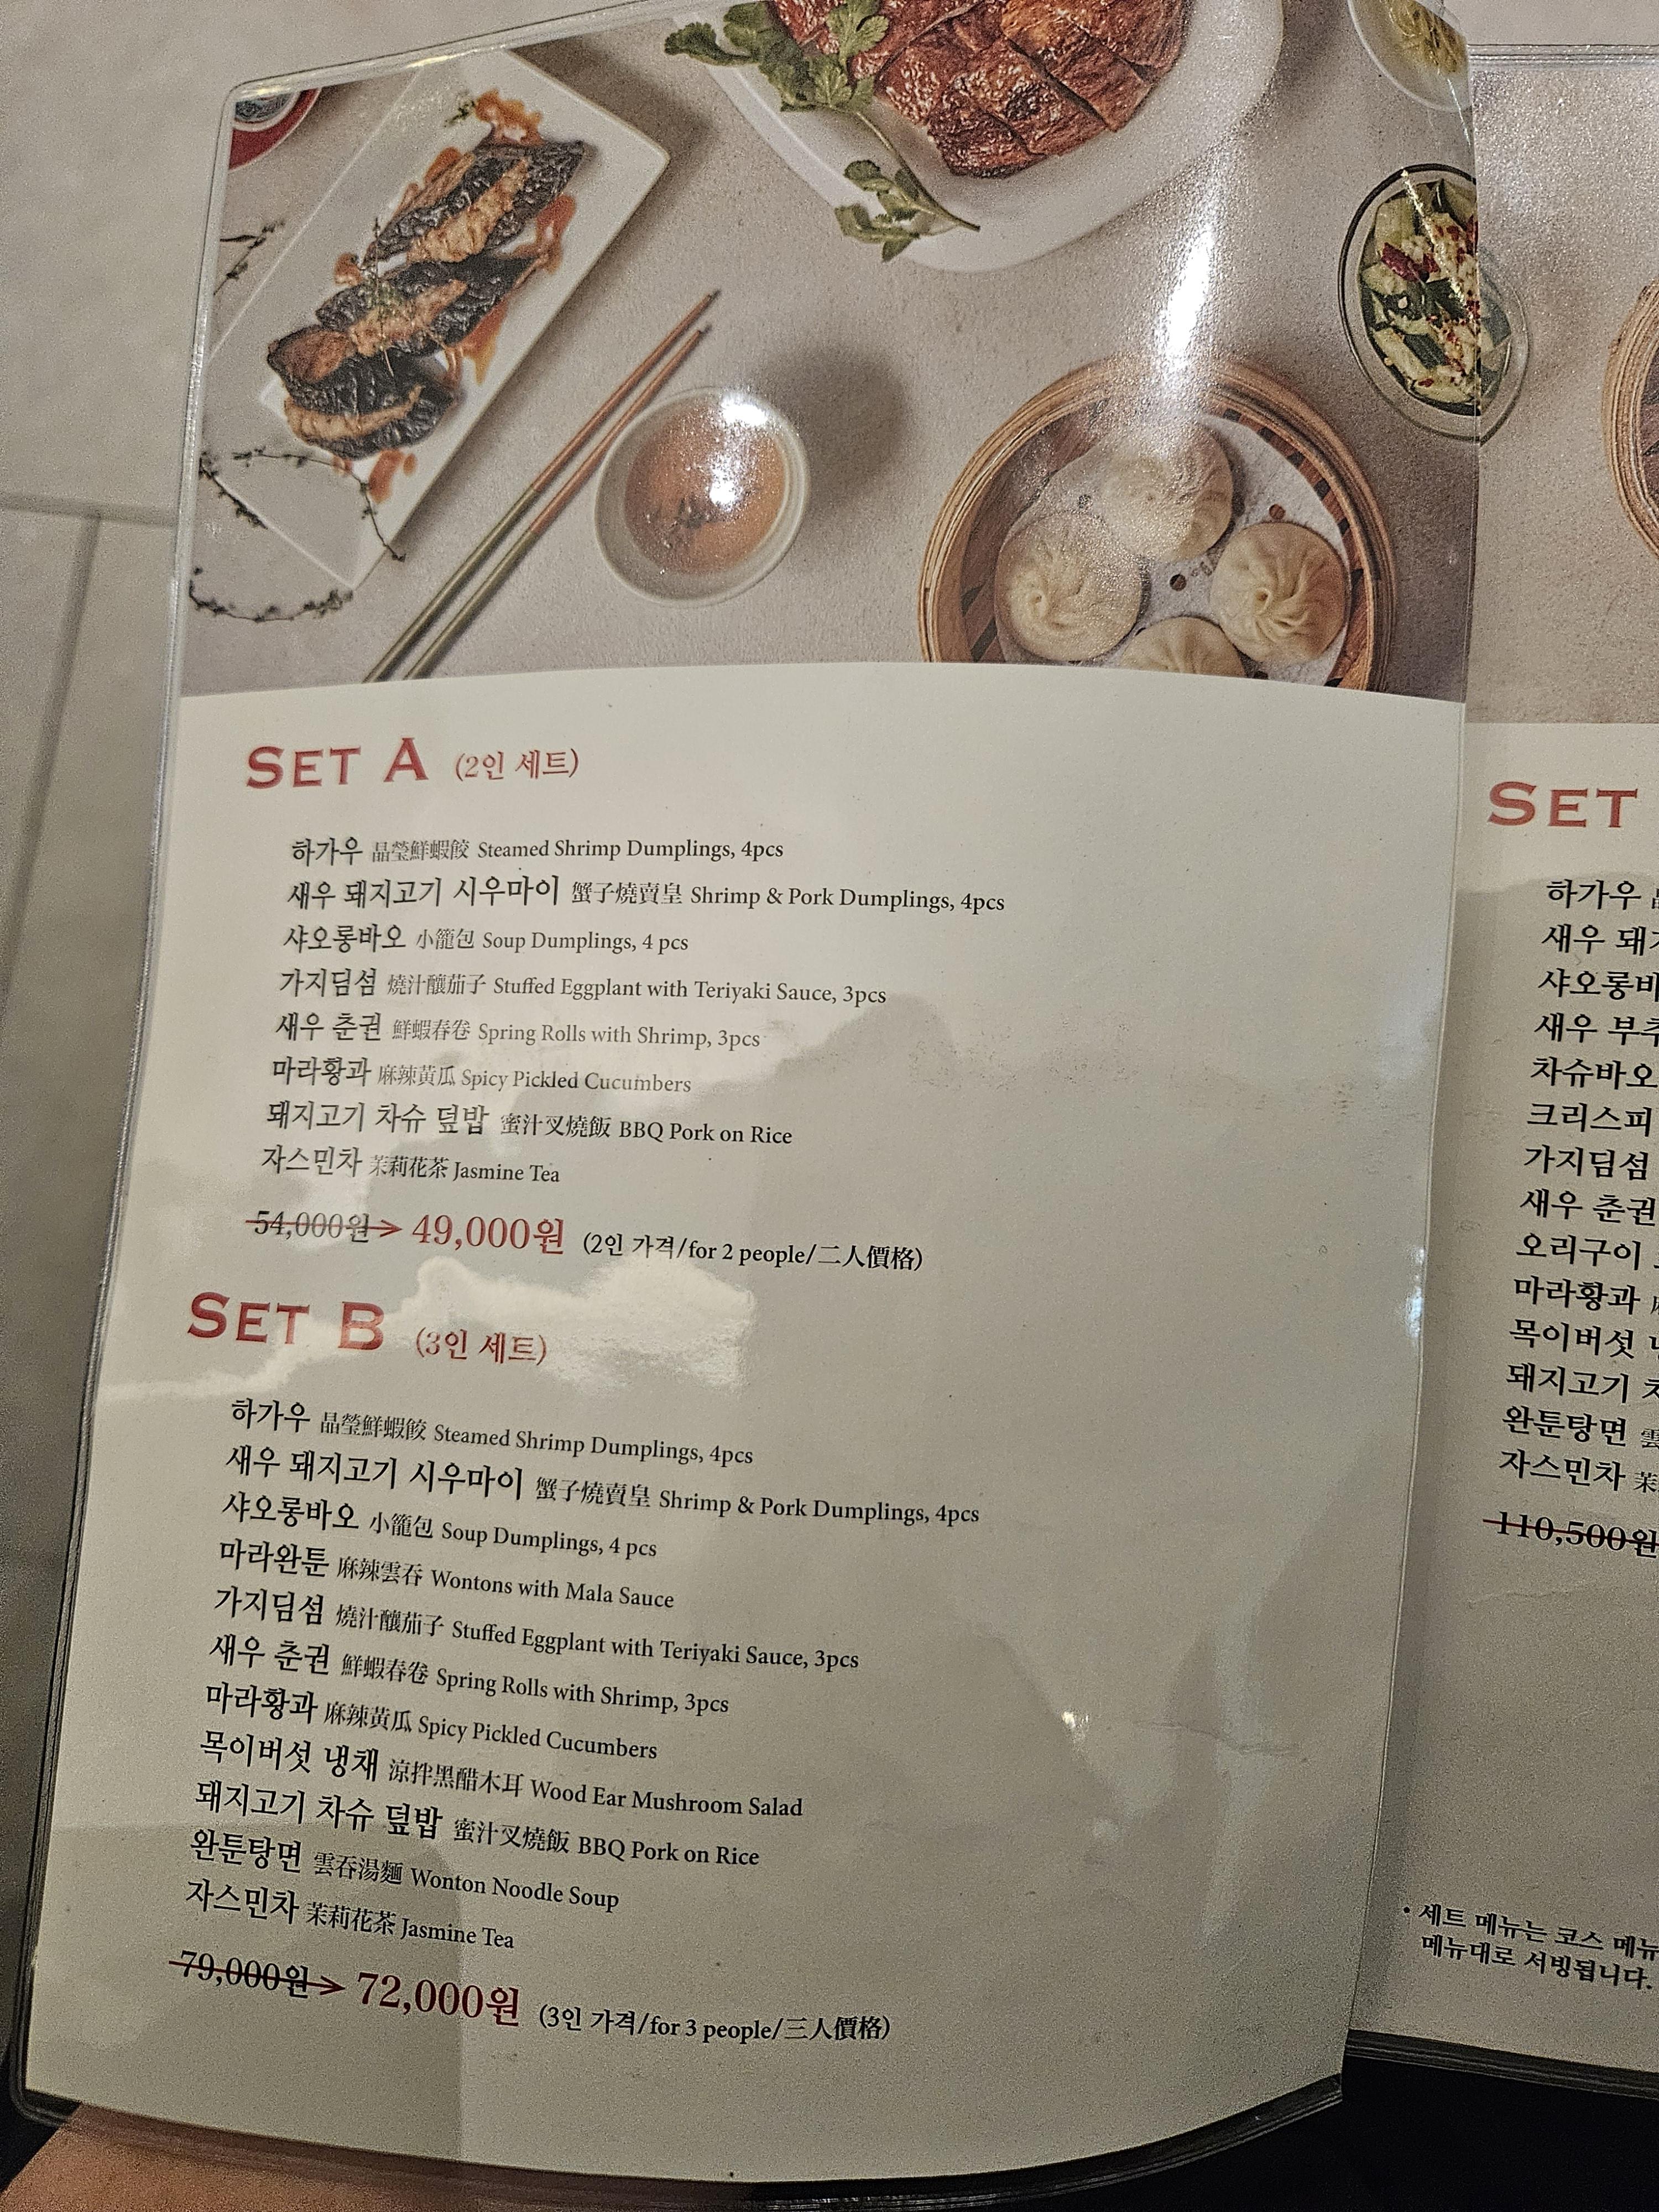 SET A (2인 세트)
하가우 晶瑩鮮蝦餃 Steamed Shrimp Dumplings, 4pcs
새우 돼지고기 시우마이 蟹子燒賣皇 Shrimp & Pork Dumplings, 4pcs
샤오롱바오 小籠包 Soup Dumplings, 4 pcs
가지딤섬 燒汁釀茄子 Stuffed Eggplant with Teriyaki Sauce, 3pcs
새우 춘권 鮮蝦春卷 Spring Rolls with Shrimp, 3pcs
마라황과 麻辣黃瓜 Spicy Pickled Cucumbers
돼지고기 차슈 덮밥 蜜汁叉燒飯 BBQ Pork on Rice
자스민차 茉莉花茶 Jasmine Tea
54,000원→ 49,000원 (2인 가격/for 2 people/二人價格)
SET B (3인 세트)
하가우 晶瑩鮮蝦餃 Steamed Shrimp Dumplings, 4pcs
새우 돼지고기 시우마이 蟹子燒賣皇 Shrimp & Pork Dumplings, 4pcs
샤오롱바오 小籠包 Soup Dumplings, 4 pcs
마라완툰 麻辣雲吞 Wontons with Mala Sauce
가지딤섬 燒汁釀茄子 Stuffed Eggplant with Teriyaki Sauce, 3pcs
새우 춘권 鮮蝦春卷 Spring Rolls with Shrimp, 3pcs
마라황과 麻辣黃瓜 Spicy Pickled Cucumbers
목이버섯 냉채 涼拌黑醋木耳 Wood Ear Mushroom Salad
돼지고기 차슈 덮밥 蜜汁叉燒飯 BBQ Pork on Rice
완툰탕면 雲吞湯麵 Wonton Noodle Soup
자스민차 茉莉花茶 Jasmine Tea
79,000원→ 72,000원 (3인 가격/for 3 people/三人價格)
SET
하가우
새우
샤오롱바
새우 부추
차슈바오
크리스피
가지딤섬
새우 춘권
오리구이
마라황과
목이버섯
돼지고기
완툰탕면 雲
자스민차 茉
110,500원
• 세트 메뉴는 코스 메뉴
메뉴대로 서빙됩니다.